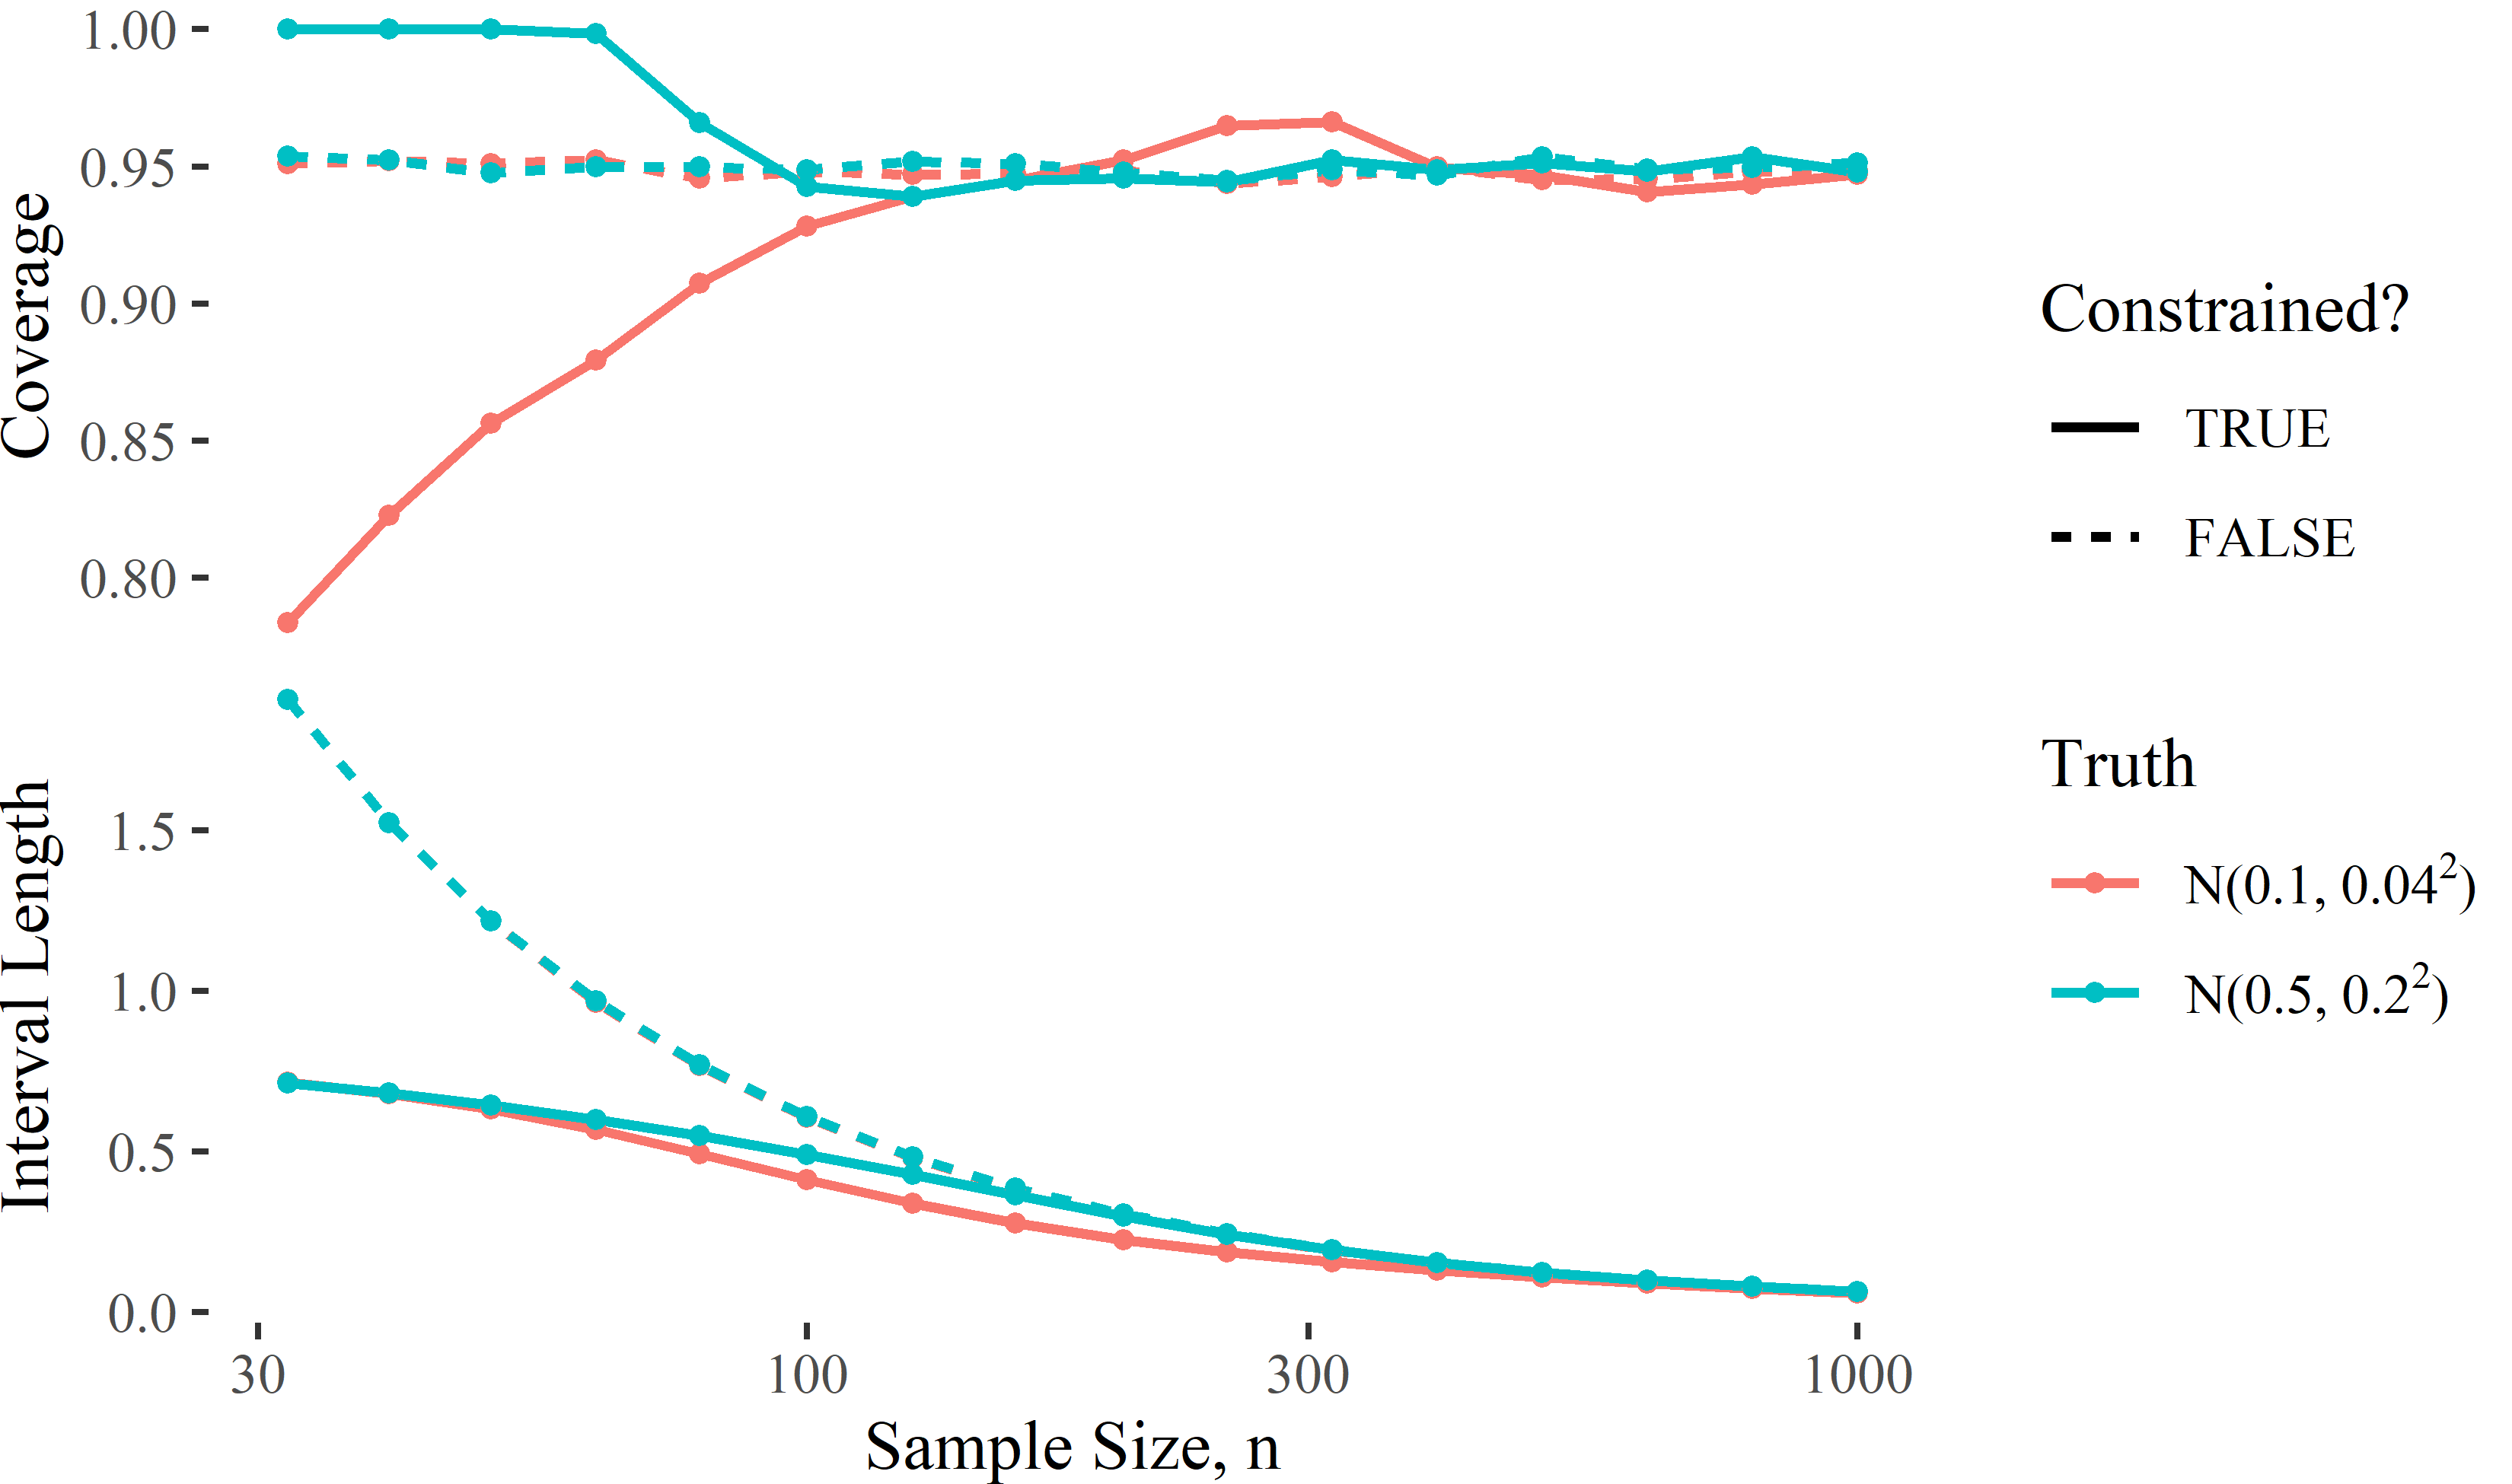 1.00
0.95
0.90
0.85
0.80
Coverage
1.5
1.0
0.5
0.0
Interval Length
30 100 300 1000
Sample Size, n
Constrained?
TRUE
FALSE
Truth
N(0.1, 0.04²)
N(0.5, 0.2²)